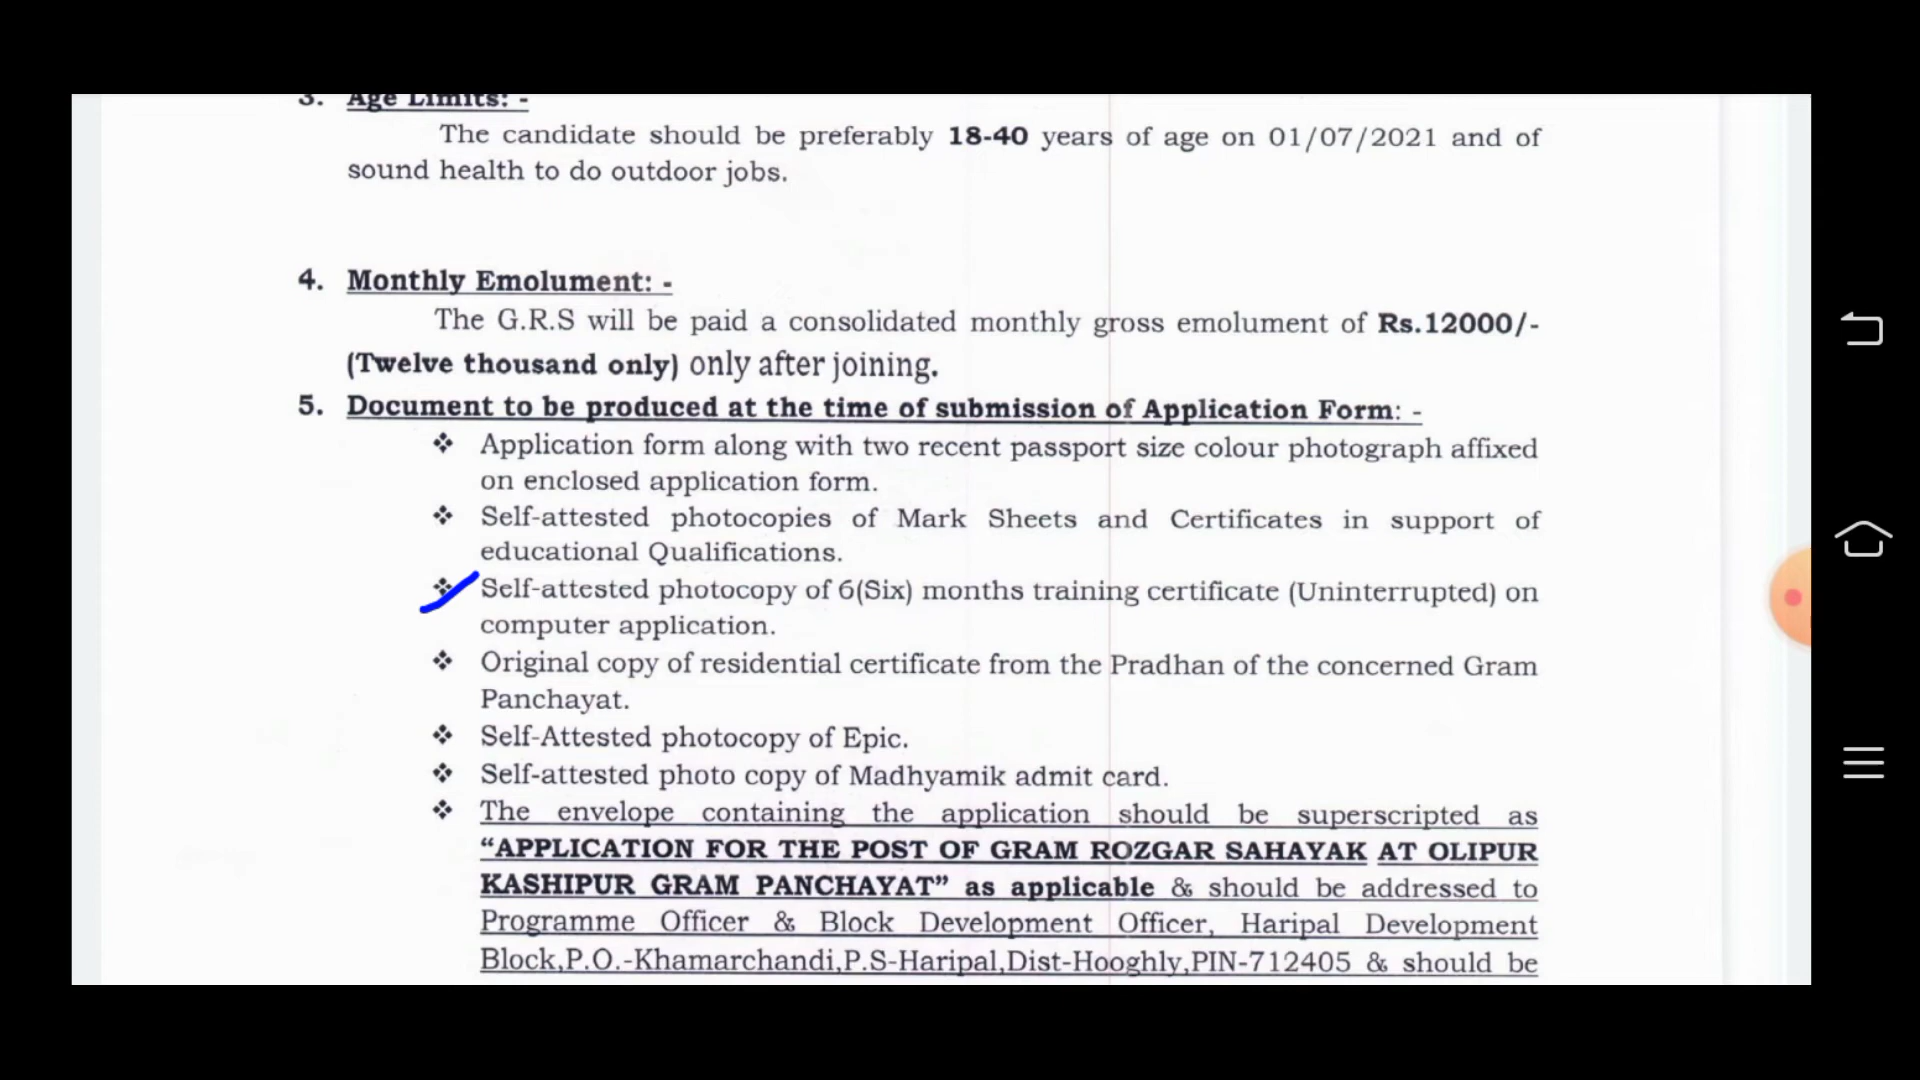 3. Age Limits: -
The candidate should be preferably 18-40 years of age on 01/07/2021 and of
sound health to do outdoor jobs.
4. Monthly Emolument: -
The G.R.S will be paid a consolidated monthly gross emolument of Rs.12000/-
(Twelve thousand only) only after joining.
5. Document to be produced at the time of submission of Application Form: -
❖ Application form along with two recent passport size colour photograph affixed
on enclosed application form.
❖ Self-attested photocopies of Mark Sheets and Certificates in support of
educational Qualifications.
❖ Self-attested photocopy of 6(Six) months training certificate (Uninterrupted) on
computer application.
❖ Original copy of residential certificate from the Pradhan of the concerned Gram
Panchayat.
❖ Self-Attested photocopy of Epic.
❖ Self-attested photo copy of Madhyamik admit card.
❖ The envelope containing the application should be superscripted as
“APPLICATION FOR THE POST OF GRAM ROZGAR SAHAYAK AT OLIPUR
KASHIPUR GRAM PANCHAYAT” as applicable & should be addressed to
Programme Officer & Block Development Officer, Haripal Development
Block,P.O.-Khamarchandi,P.S-Haripal,Dist-Hooghly,PIN-712405 & should be